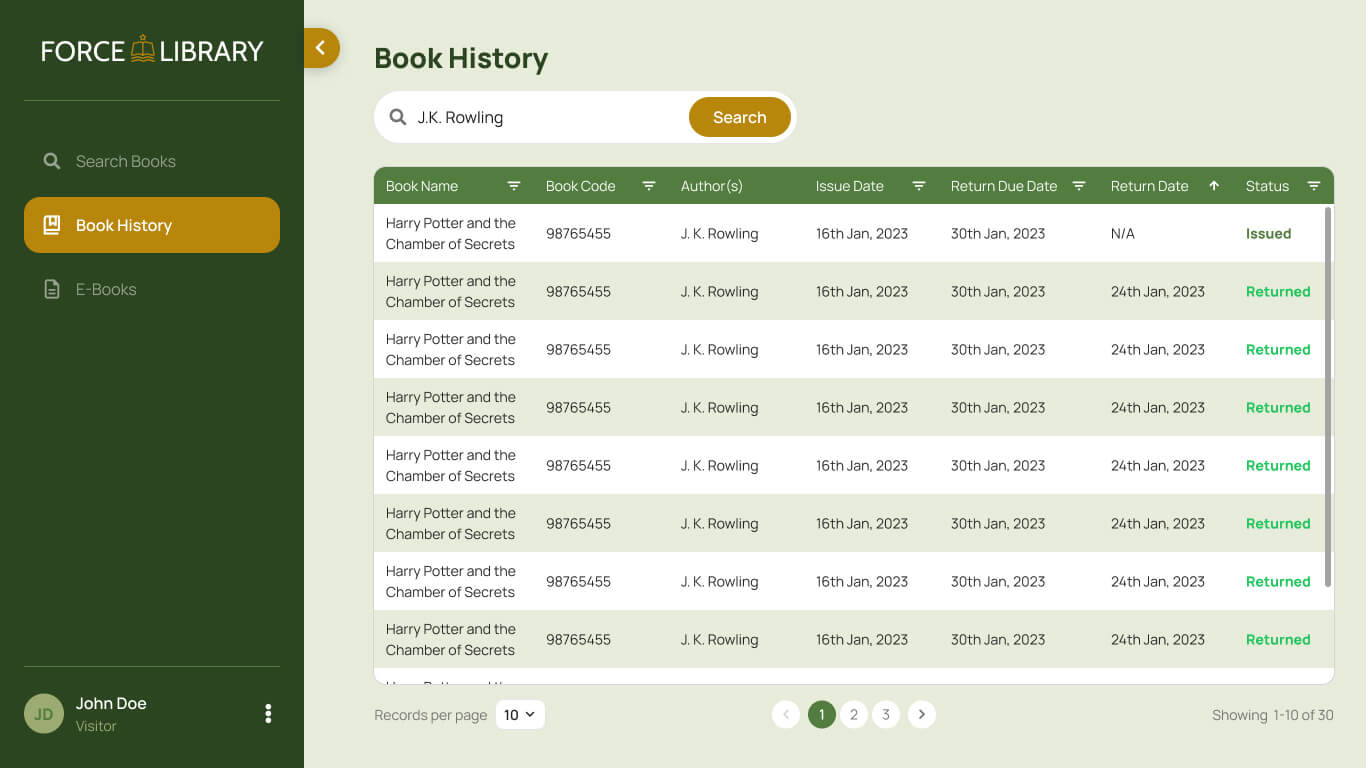 FORCE LIBRARY
Search Books
Book History
E-Books
JD
John Doe
Visitor
Book History
J.K. Rowling
Search
Book Name Book Code Author(s) Issue Date Return Due Date Return Date Status
Harry Potter and the
Chamber of Secrets
98765455 J. K. Rowling 16th Jan, 2023 30th Jan, 2023 N/A Issued
Harry Potter and the
Chamber of Secrets
98765455 J. K. Rowling 16th Jan, 2023 30th Jan, 2023 24th Jan, 2023 Returned
Harry Potter and the
Chamber of Secrets
98765455 J. K. Rowling 16th Jan, 2023 30th Jan, 2023 24th Jan, 2023 Returned
Harry Potter and the
Chamber of Secrets
98765455 J. K. Rowling 16th Jan, 2023 30th Jan, 2023 24th Jan, 2023 Returned
Harry Potter and the
Chamber of Secrets
98765455 J. K. Rowling 16th Jan, 2023 30th Jan, 2023 24th Jan, 2023 Returned
Harry Potter and the
Chamber of Secrets
98765455 J. K. Rowling 16th Jan, 2023 30th Jan, 2023 24th Jan, 2023 Returned
Harry Potter and the
Chamber of Secrets
98765455 J. K. Rowling 16th Jan, 2023 30th Jan, 2023 24th Jan, 2023 Returned
Harry Potter and the
Chamber of Secrets
98765455 J. K. Rowling 16th Jan, 2023 30th Jan, 2023 24th Jan, 2023 Returned
Records per page 10 1 2 3 Showing 1-10 of 30